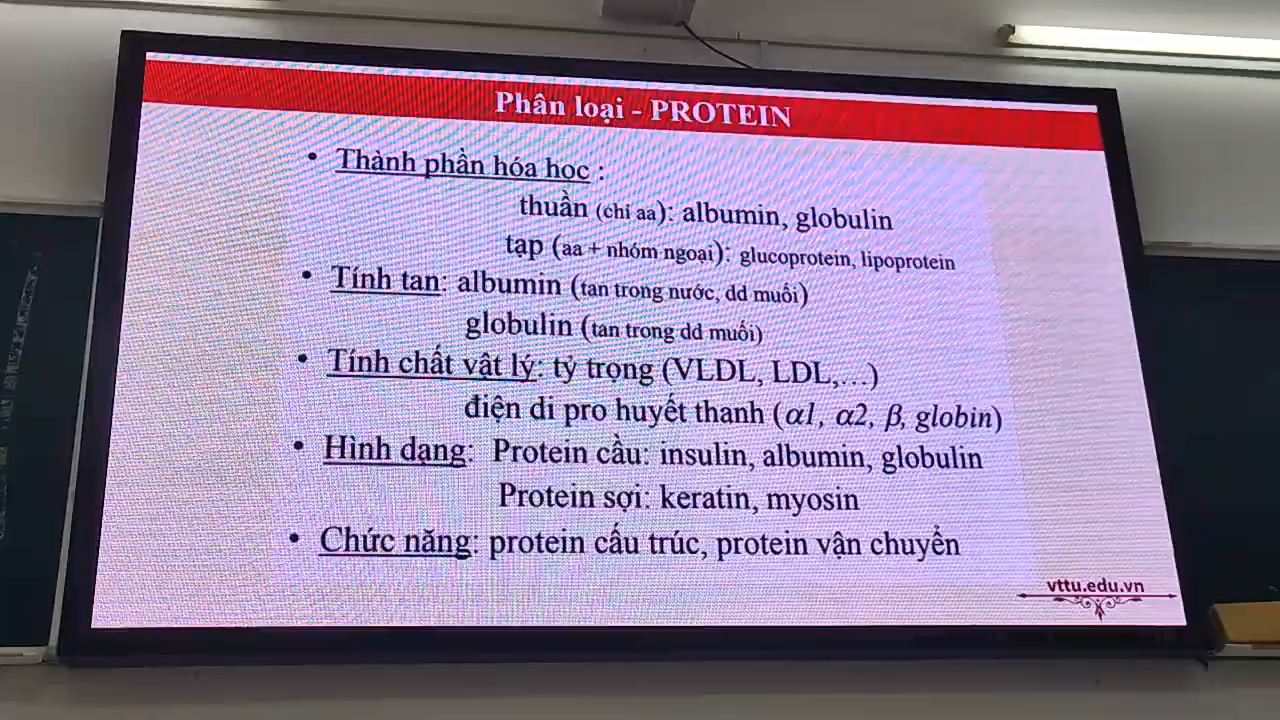 Phân loại - PROTEIN
• Thành phần hóa học :
thuần (chỉ aa): albumin, globulin
tạp (aa + nhóm ngoại): glucoprotein, lipoprotein
• Tính tan: albumin (tan trong nước, dd muối)
globulin (tan trong dd muối)
• Tính chất vật lý: tỷ trọng (VLDL, LDL,…)
điện di pro huyết thanh (α1, α2, β, globin)
• Hình dạng: Protein cầu: insulin, albumin, globulin
Protein sợi: keratin, myosin
• Chức năng: protein cấu trúc, protein vận chuyển
vttu.edu.vn